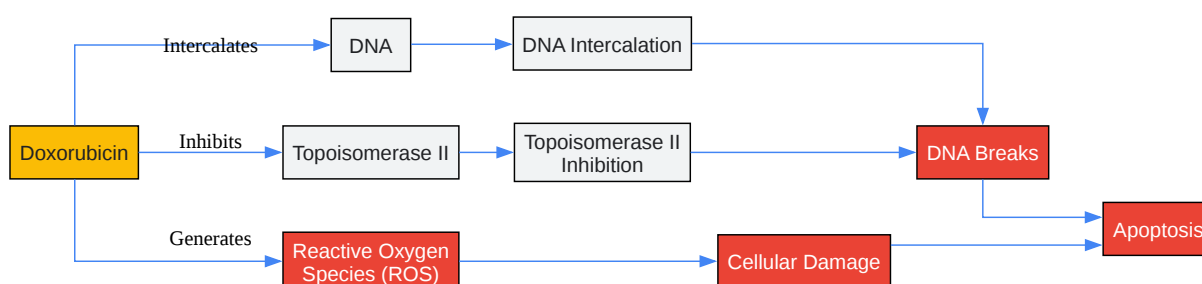 Intercalates
DNA
DNA Intercalation
Doxorubicin
Inhibits
Topoisomerase II
Topoisomerase II
Inhibition
DNA Breaks
Generates
Reactive Oxygen
Species (ROS)
Cellular Damage
Apoptosis